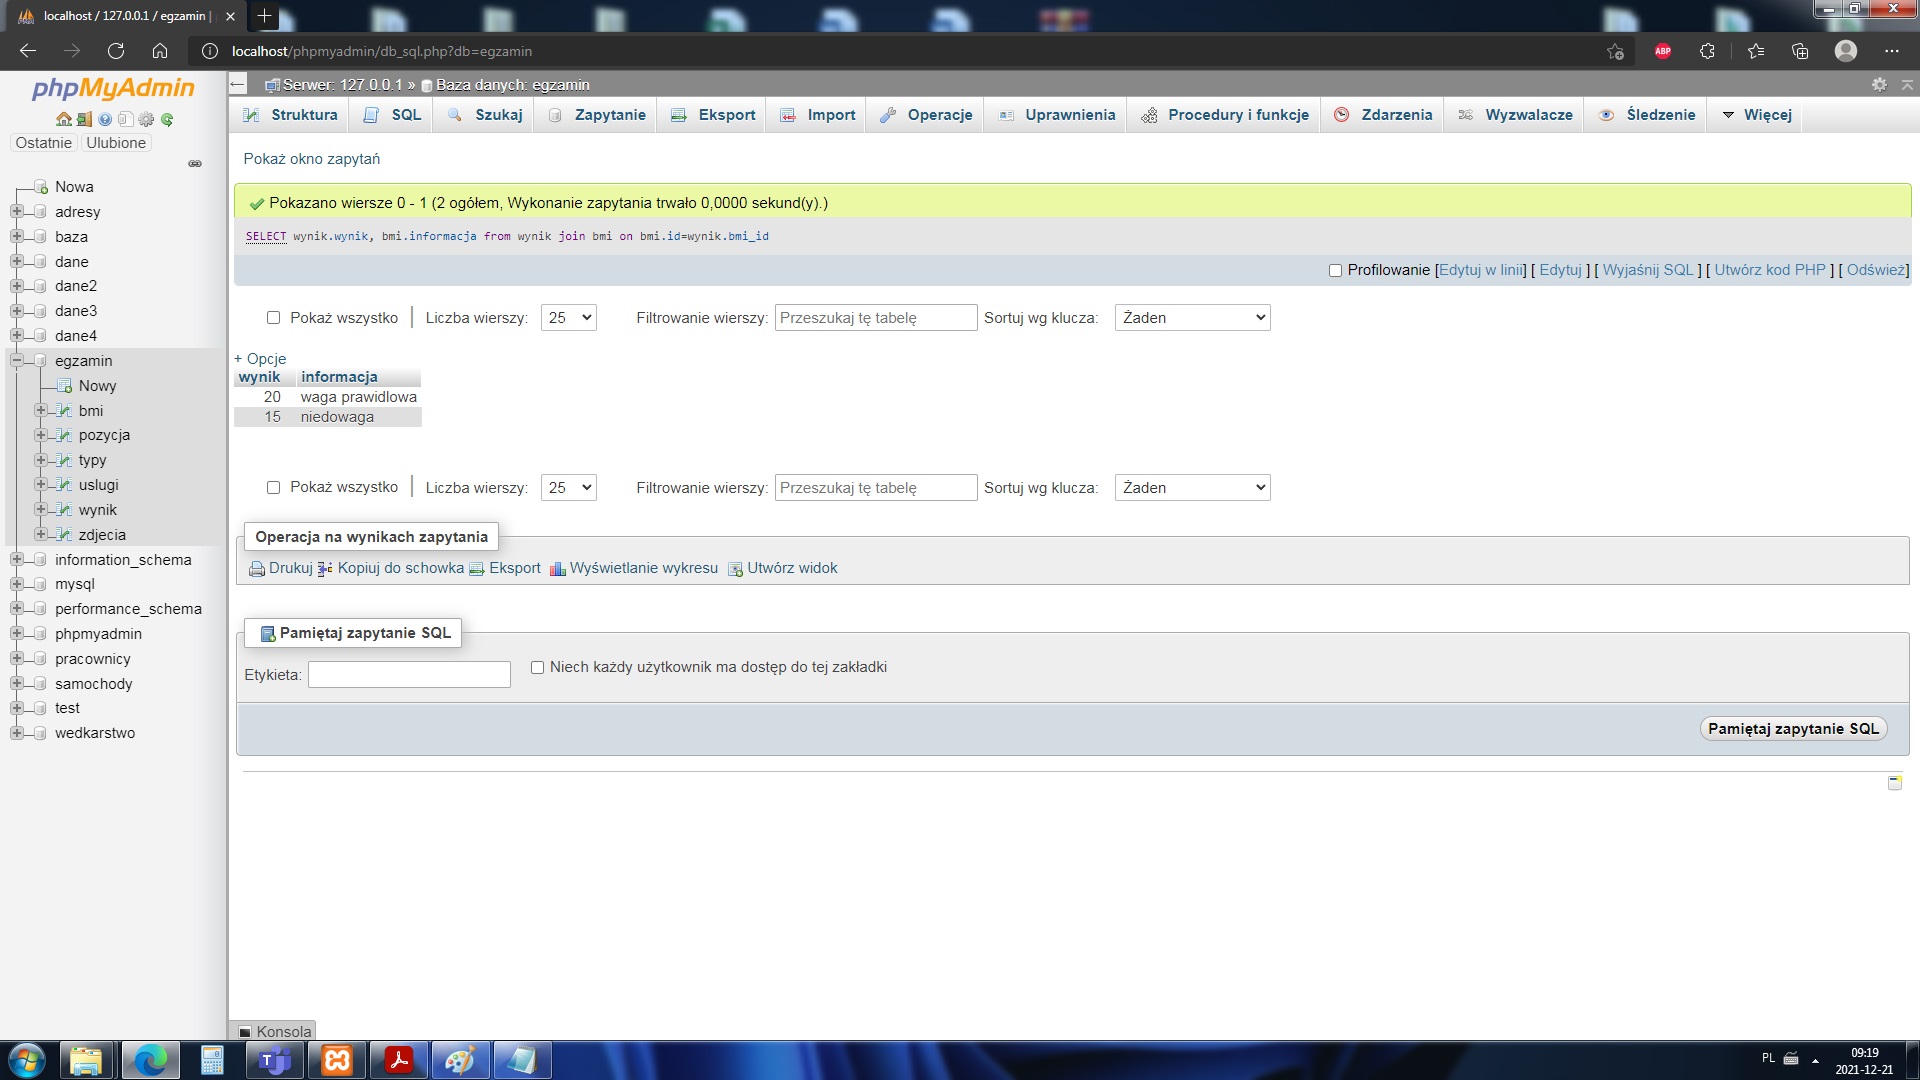 localhost / 127.0.0.1 / egzamin |
localhost/phpmyadmin/db_sql.php?db=egzamin
ABP
phpMyAdmin
Ostatnie
Ulubione
Nowa
adresy
baza
dane
dane2
dane3
dane4
egzamin
Nowy
bmi
pozycja
typy
uslugi
wynik
zdjecia
information_schema
mysql
performance_schema
phpmyadmin
pracownicy
samochody
test
wedkarstwo
Serwer: 127.0.0.1 » Baza danych: egzamin
Struktura SQL Szukaj Zapytanie Eksport Import Operacje Uprawnienia Procedury i funkcje Zdarzenia Wyzwalacze Śledzenie Więcej
Pokaż okno zapytań
Pokazano wiersze 0 - 1 (2 ogółem, Wykonanie zapytania trwało 0,0000 sekund(y).)
SELECT wynik.wynik, bmi.informacja from wynik join bmi on bmi.id=wynik.bmi_id
Profilowanie [Edytuj w linii] [ Edytuj ] [ Wyjaśnij SQL ] [ Utwórz kod PHP ] [ Odśwież]
Pokaż wszystko | Liczba wierszy: 25 Filtrowanie wierszy: Przeszukaj tę tabelę Sortuj wg klucza: Żaden
+ Opcje
wynik informacja
20 waga prawidlowa
15 niedowaga
Pokaż wszystko | Liczba wierszy: 25 Filtrowanie wierszy: Przeszukaj tę tabelę Sortuj wg klucza: Żaden
Operacja na wynikach zapytania
Drukuj Kopiuj do schowka Eksport Wyświetlanie wykresu Utwórz widok
Pamiętaj zapytanie SQL
Etykieta: Niech każdy użytkownik ma dostęp do tej zakładki
Pamiętaj zapytanie SQL
Konsola
PL
09:19
2021-12-21